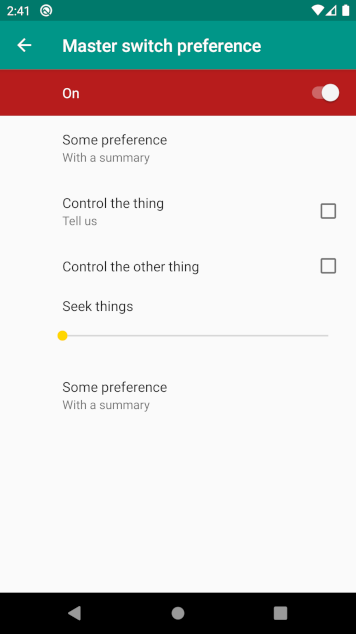 2:41
Master switch preference
On
Some preference
With a summary
Control the thing
Tell us
Control the other thing
Seek things
Some preference
With a summary